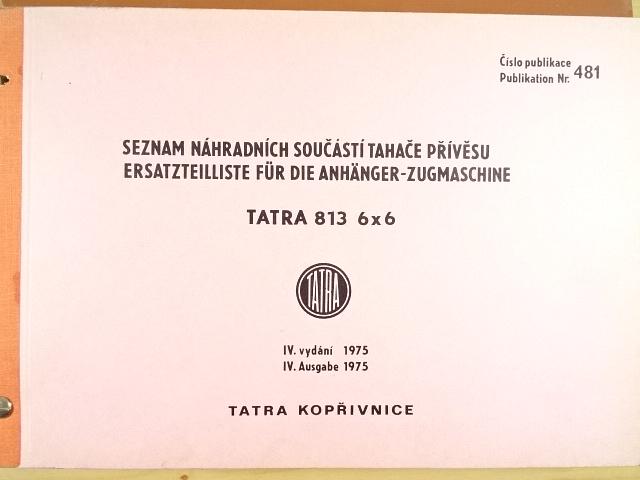 Číslo publikace
Publikation Nr. 481
SEZNAM NÁHRADNÍCH SOUČÁSTÍ TAHAČE PŘÍVĚSU
ERSATZTEILLISTE FÜR DIE ANHÄNGER-ZUGMASCHINE
TATRA 813 6x6
TATRA
IV. vydání 1975
IV. Ausgabe 1975
TATRA KOPŘIVNICE